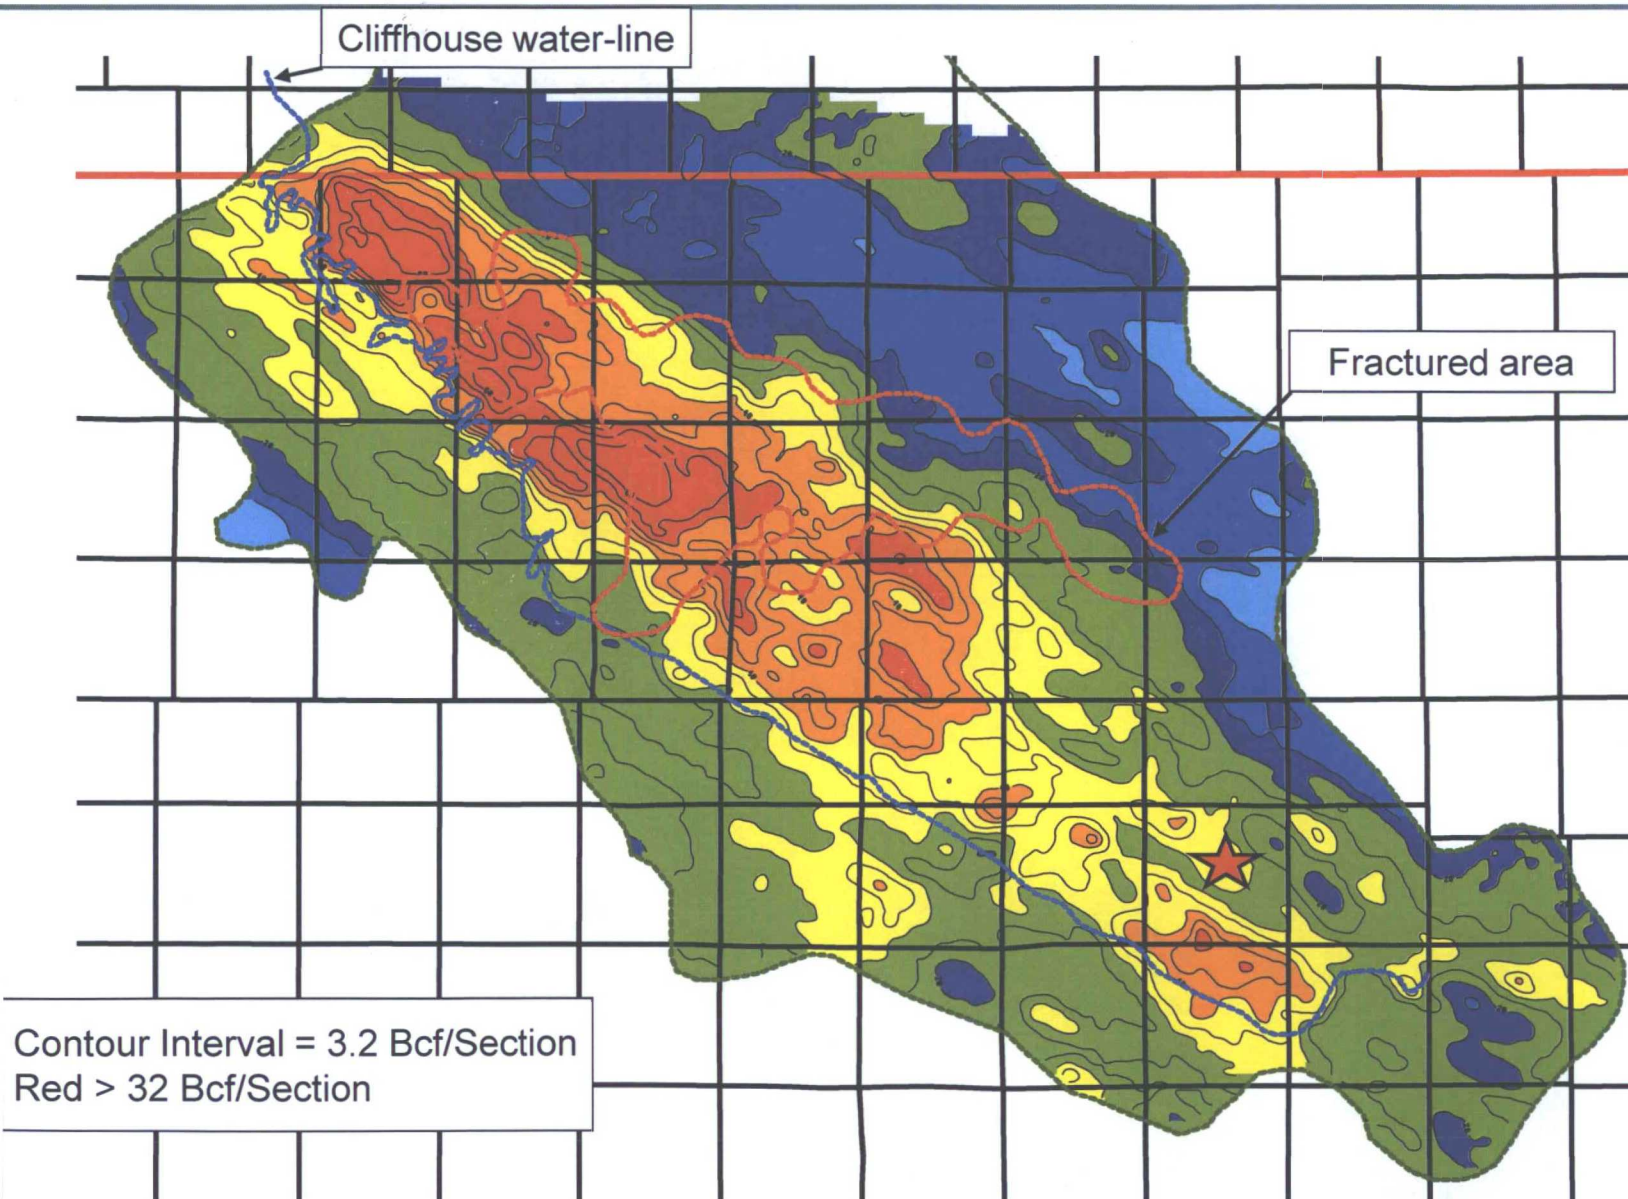 Cliffhouse water-line
Fractured area
Contour Interval = 3.2 Bcf/Section
Red > 32 Bcf/Section